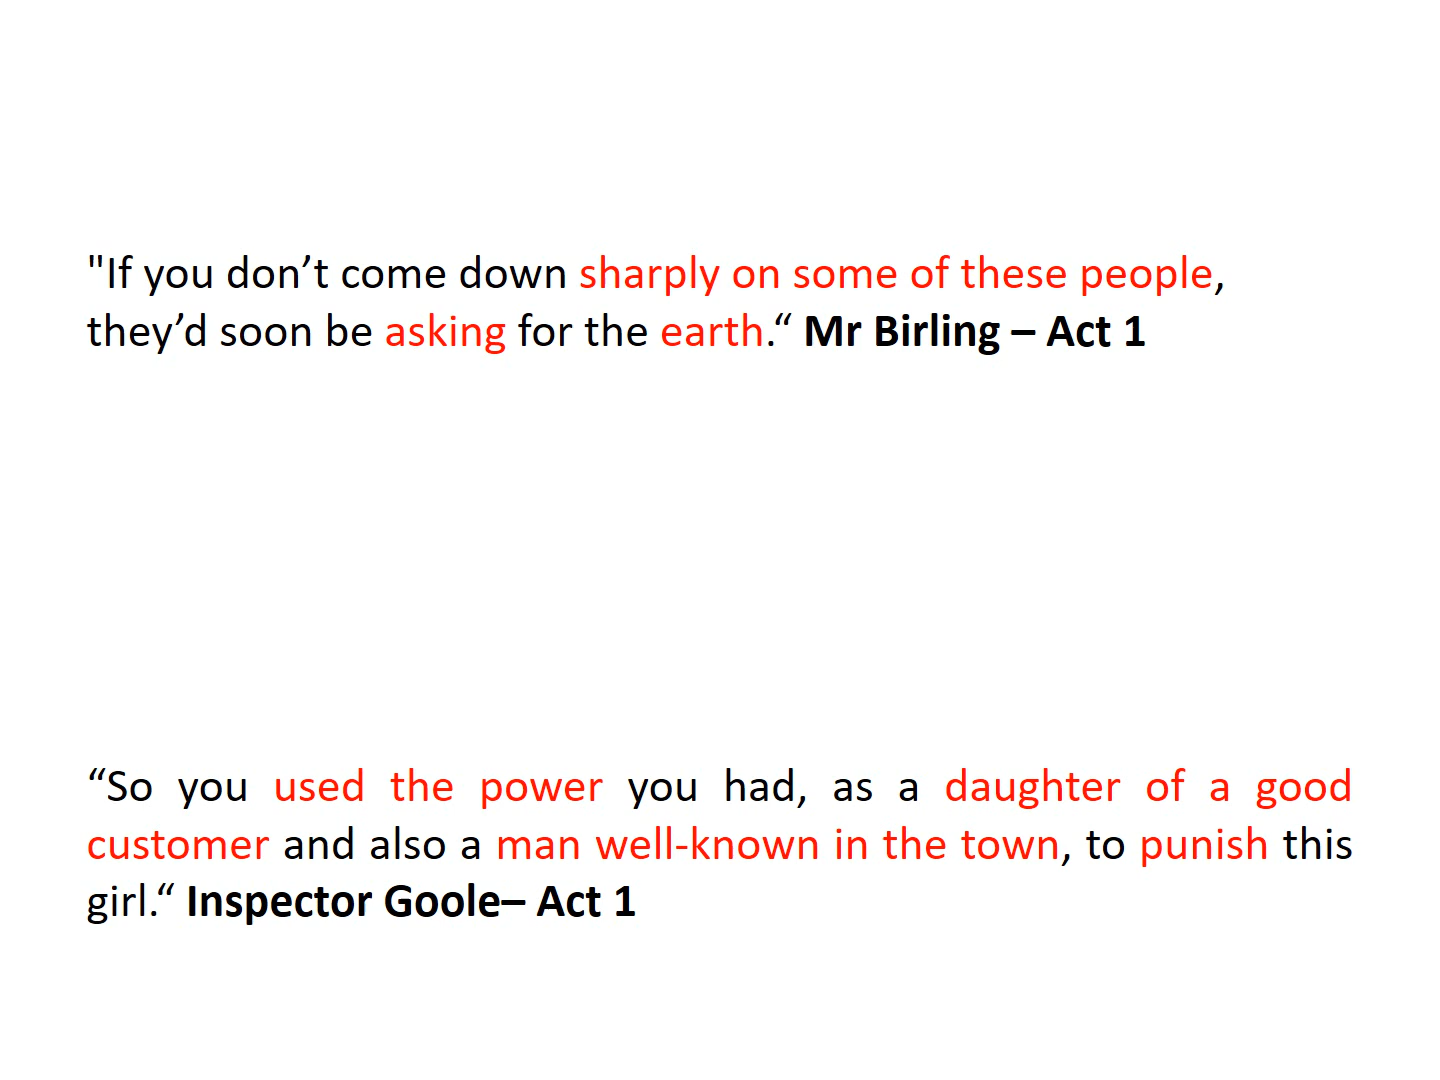 "If you don’t come down sharply on some of these people,
they’d soon be asking for the earth.“ Mr Birling – Act 1
“So you used the power you had, as a daughter of a good
customer and also a man well-known in the town, to punish this
girl.“ Inspector Goole– Act 1